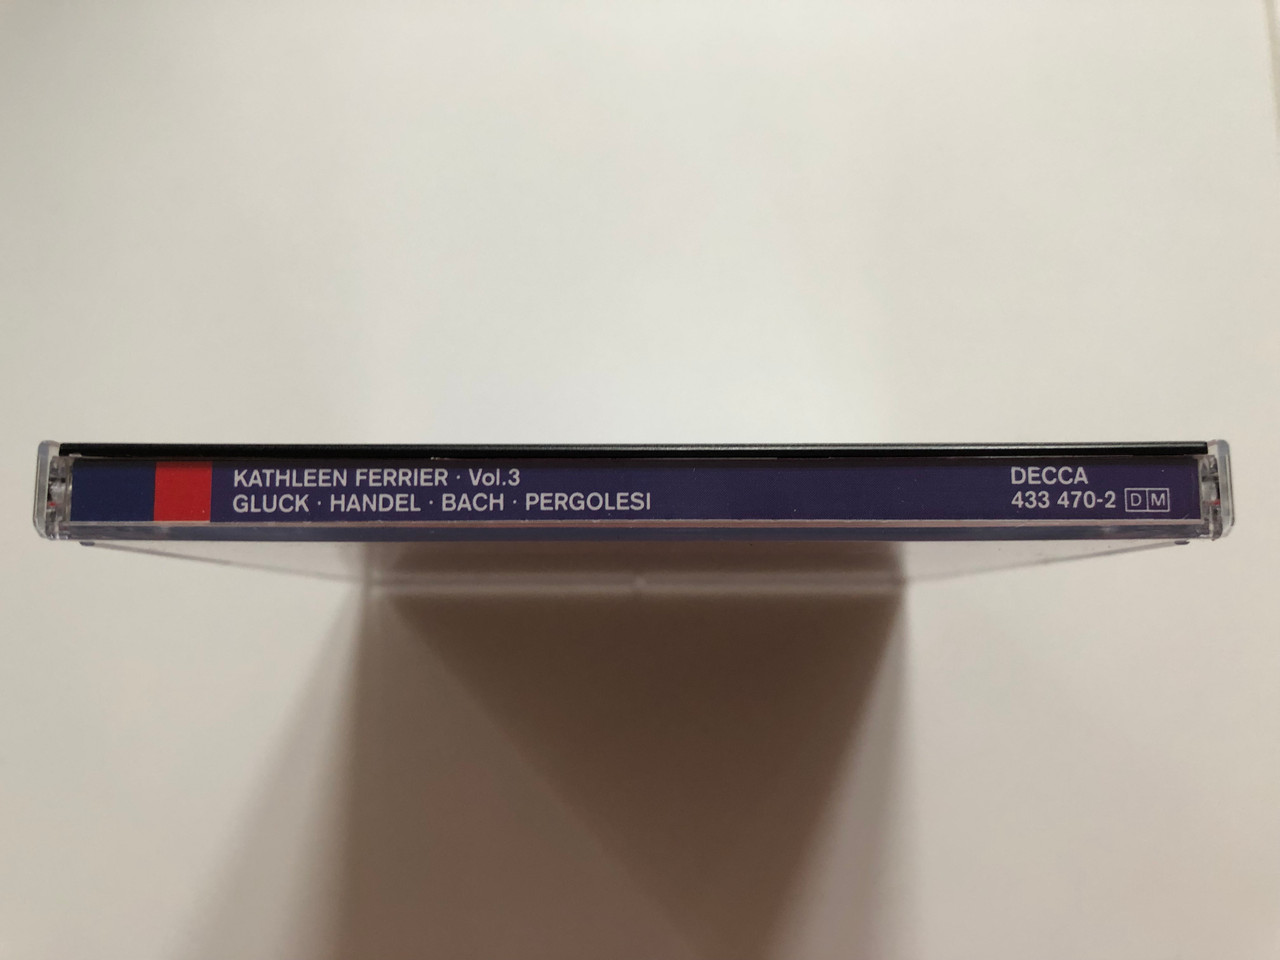 KATHLEEN FERRIER · Vol.3
GLUCK · HANDEL · BACH · PERGOLESI
DECCA
433 470-2 DM